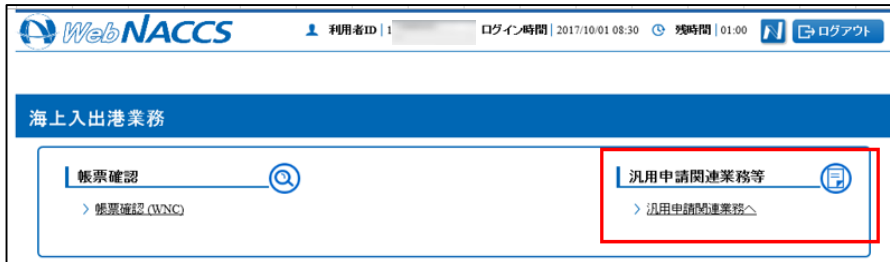 WebNACCS 利用者ID | 1 ログイン時間 | 2017/10/01 08:30 残時間 | 01:00 N ログアウト
海上入出港業務
帳票確認
> 帳票確認 (WNC)
汎用申請関連業務等
> 汎用申請関連業務へ